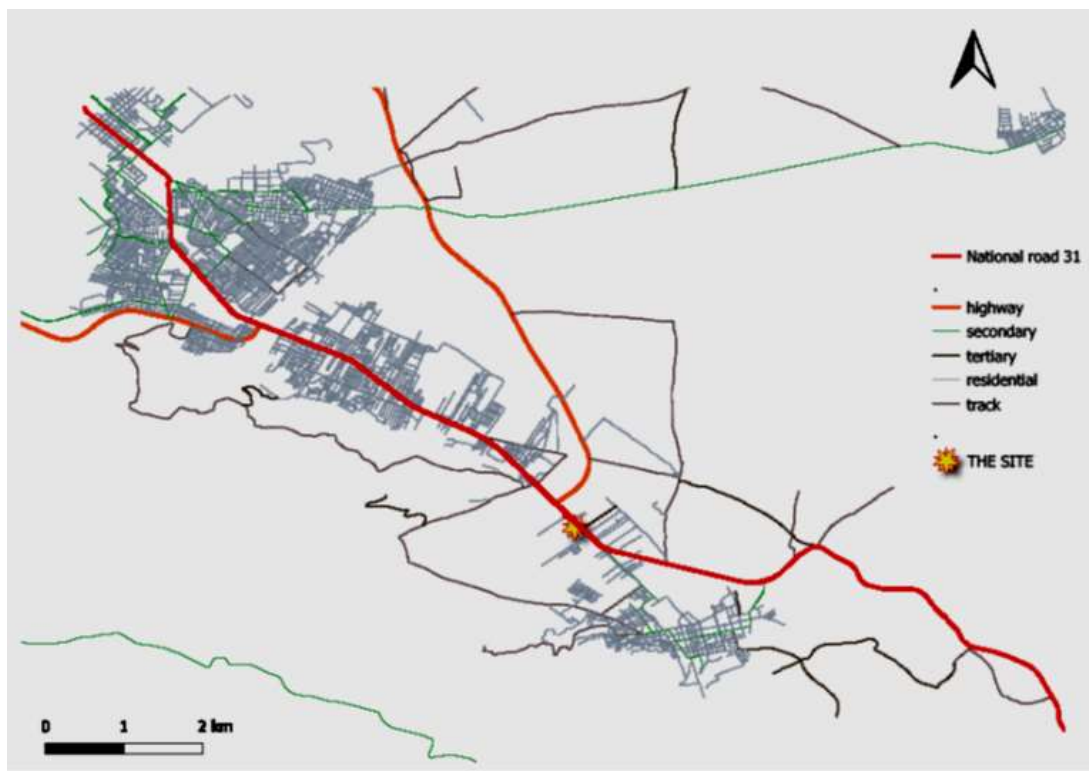 National road 31
highway
secondary
tertiary
residential
track
THE SITE
0 1 2 km